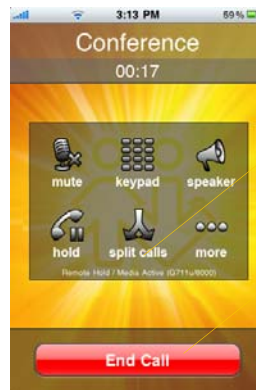 3:13 PM 59%
Conference
00:17
mute keypad speaker
hold split calls more
Remote Hold / Media Active (G711u/8000)
End Call